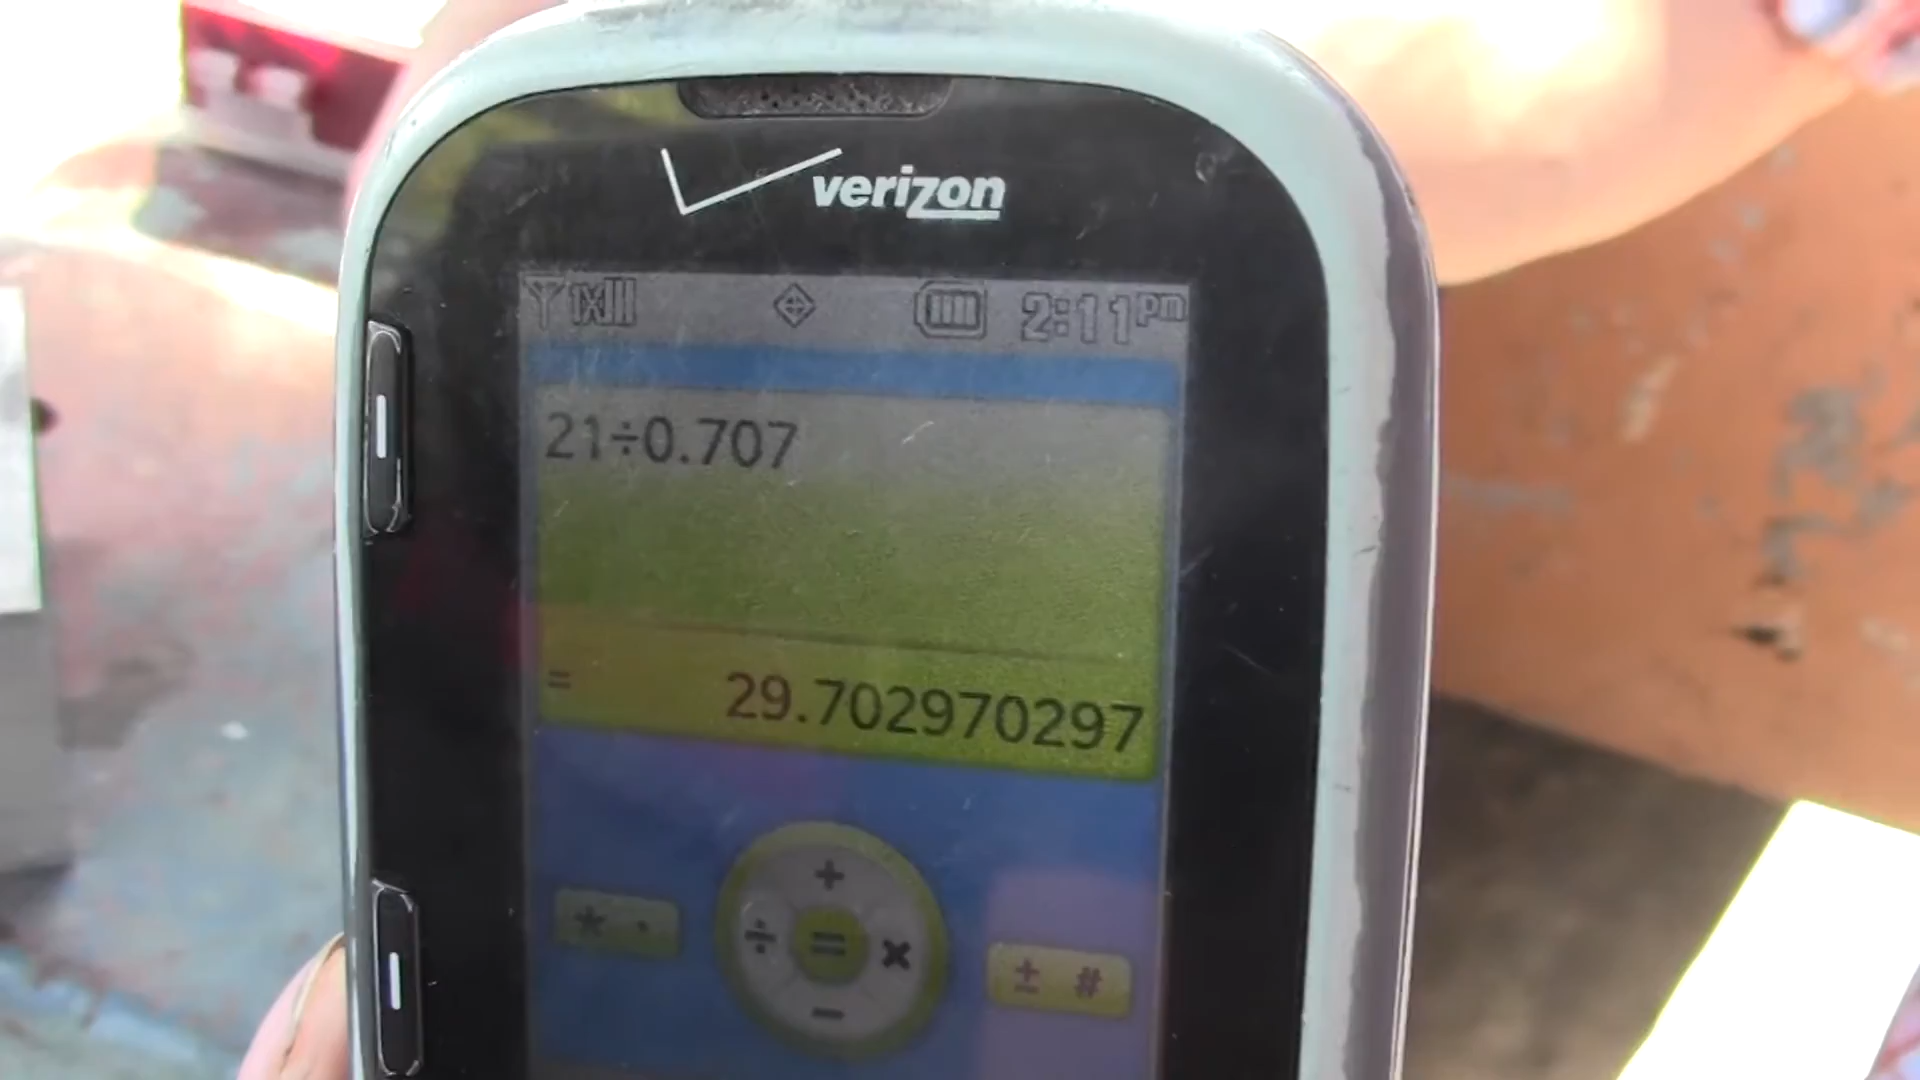 verizon
1X 2:11pm
21÷0.707
= 29.702970297
+
* . ÷ = × ± #
−